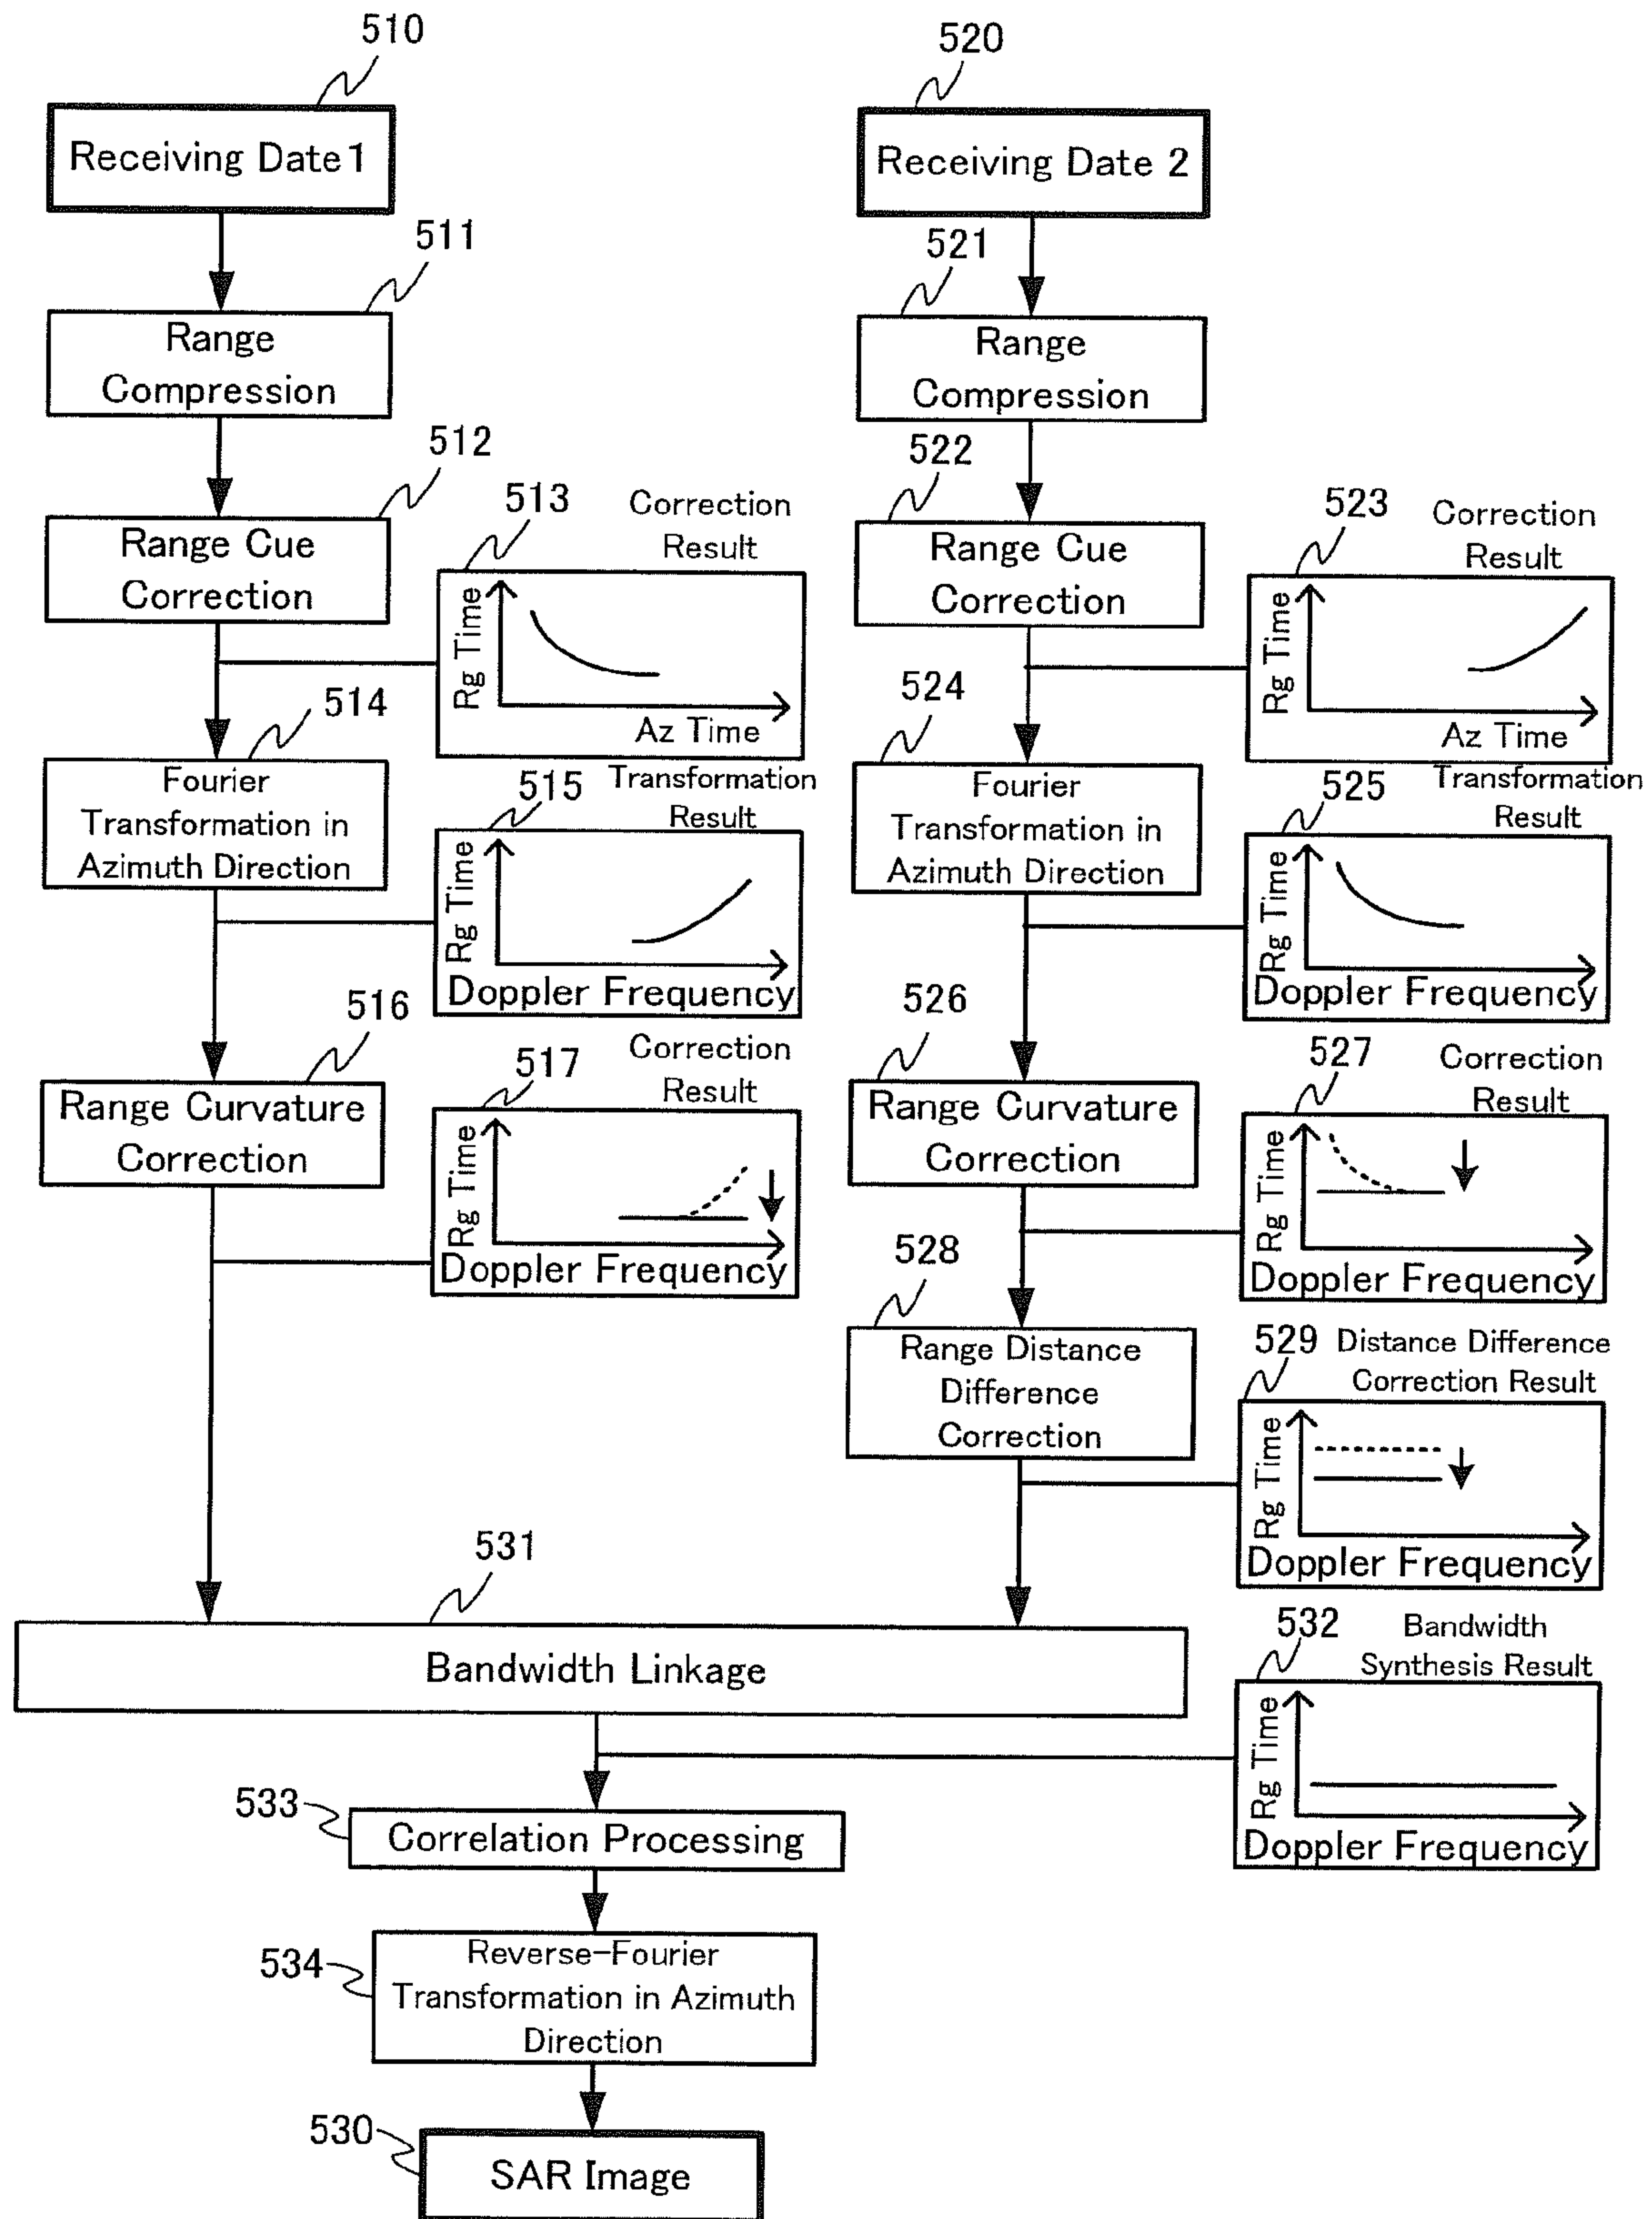 510
520
Receiving Date 1
Receiving Date 2
511
521
Range
Compression
Range
Compression
512
522
513
Correction
Result
523
Correction
Result
Range Cue
Correction
Range Cue
Correction
Rg Time
Az Time
Rg Time
Az Time
514
524
Fourier
Transformation in
Azimuth Direction
515
Transformation
Result
Fourier
Transformation in
Azimuth Direction
525
Transformation
Result
Rg Time
Doppler Frequency
Rg Time
Doppler Frequency
516
526
517
Correction
Result
527
Correction
Result
Range Curvature
Correction
Range Curvature
Correction
Rg Time
Doppler Frequency
Rg Time
Doppler Frequency
528
Range Distance
Difference
Correction
529
Distance Difference
Correction Result
Rg Time
Doppler Frequency
531
Bandwidth Linkage
532
Bandwidth
Synthesis Result
Rg Time
Doppler Frequency
533
Correlation Processing
534
Reverse-Fourier
Transformation in Azimuth
Direction
530
SAR Image